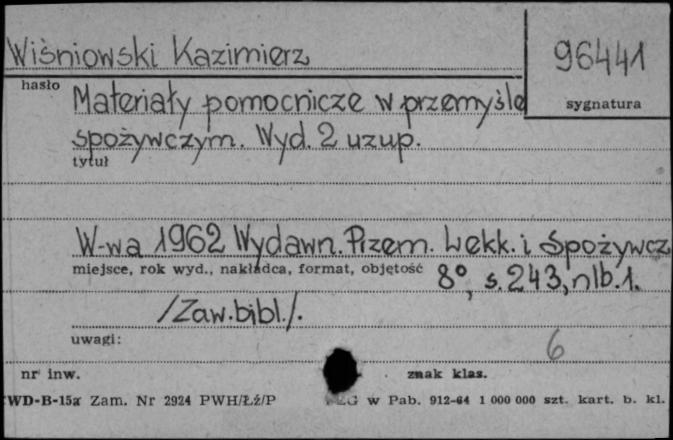 Wiśniowski Kazimierz
96441
hasło
sygnatura
Materiały pomocnicze w przemyśle
spożywczym. Wyd. 2 uzup.
tytuł
W-wa 1962 Wydawn. Przem. Lekk. i Spożywcz
miejsce, rok wyd., nakładca, format, objętość
8°, s. 243, nlb. 1.
/Zaw. bibl./.
uwagi:
6
nr inw.
znak klas.
WD-B-15a Zam. Nr 2924 PWH/Łż/P
w Pab. 912-64 1 000 000 szt. kart. b. kl.